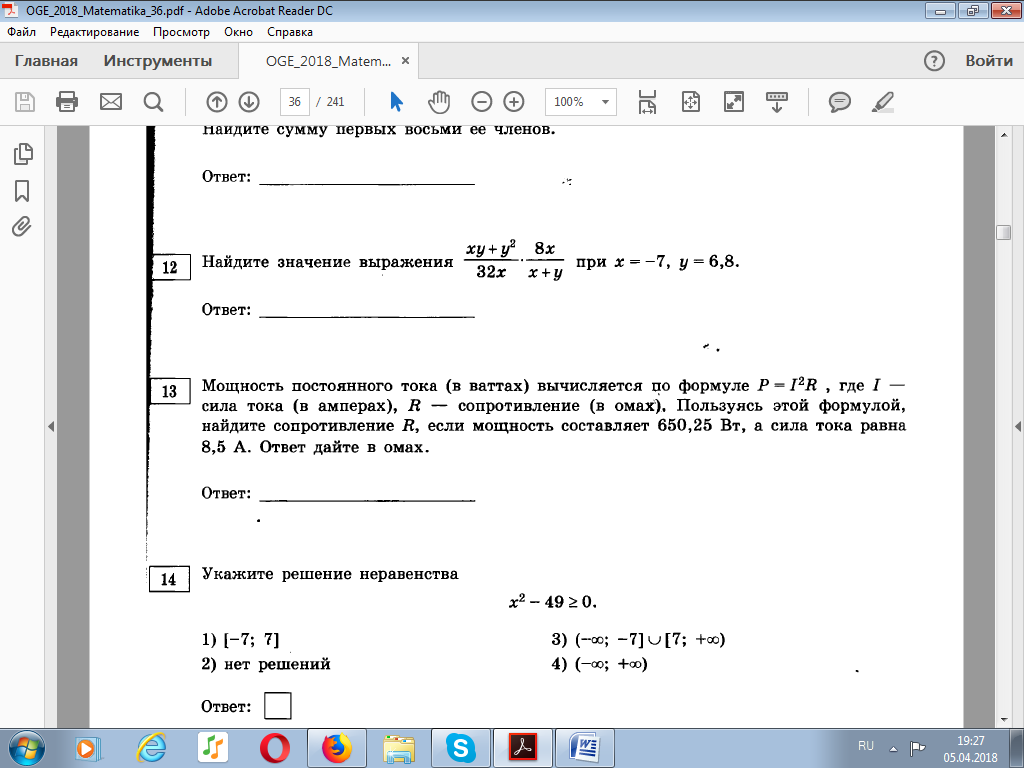 OGE_2018_Matematika_36.pdf - Adobe Acrobat Reader DC
Файл Редактирование Просмотр Окно Справка
Главная Инструменты OGE_2018_Matem... × ? Войти
36 / 241 100%
Найдите сумму первых восьми ее членов.
Ответ:
12 Найдите значение выражения (xy + y²)/(32x) · (8x)/(x + y) при x = −7, y = 6,8.
Ответ:
13 Мощность постоянного тока (в ваттах) вычисляется по формуле P = I²R , где I —
сила тока (в амперах), R — сопротивление (в омах). Пользуясь этой формулой,
найдите сопротивление R, если мощность составляет 650,25 Вт, а сила тока равна
8,5 А. Ответ дайте в омах.
Ответ:
14 Укажите решение неравенства
x² − 49 ≥ 0.
1) [−7; 7] 3) (−∞; −7] ∪ [7; +∞)
2) нет решений 4) (−∞; +∞)
Ответ:
RU 19:27
05.04.2018